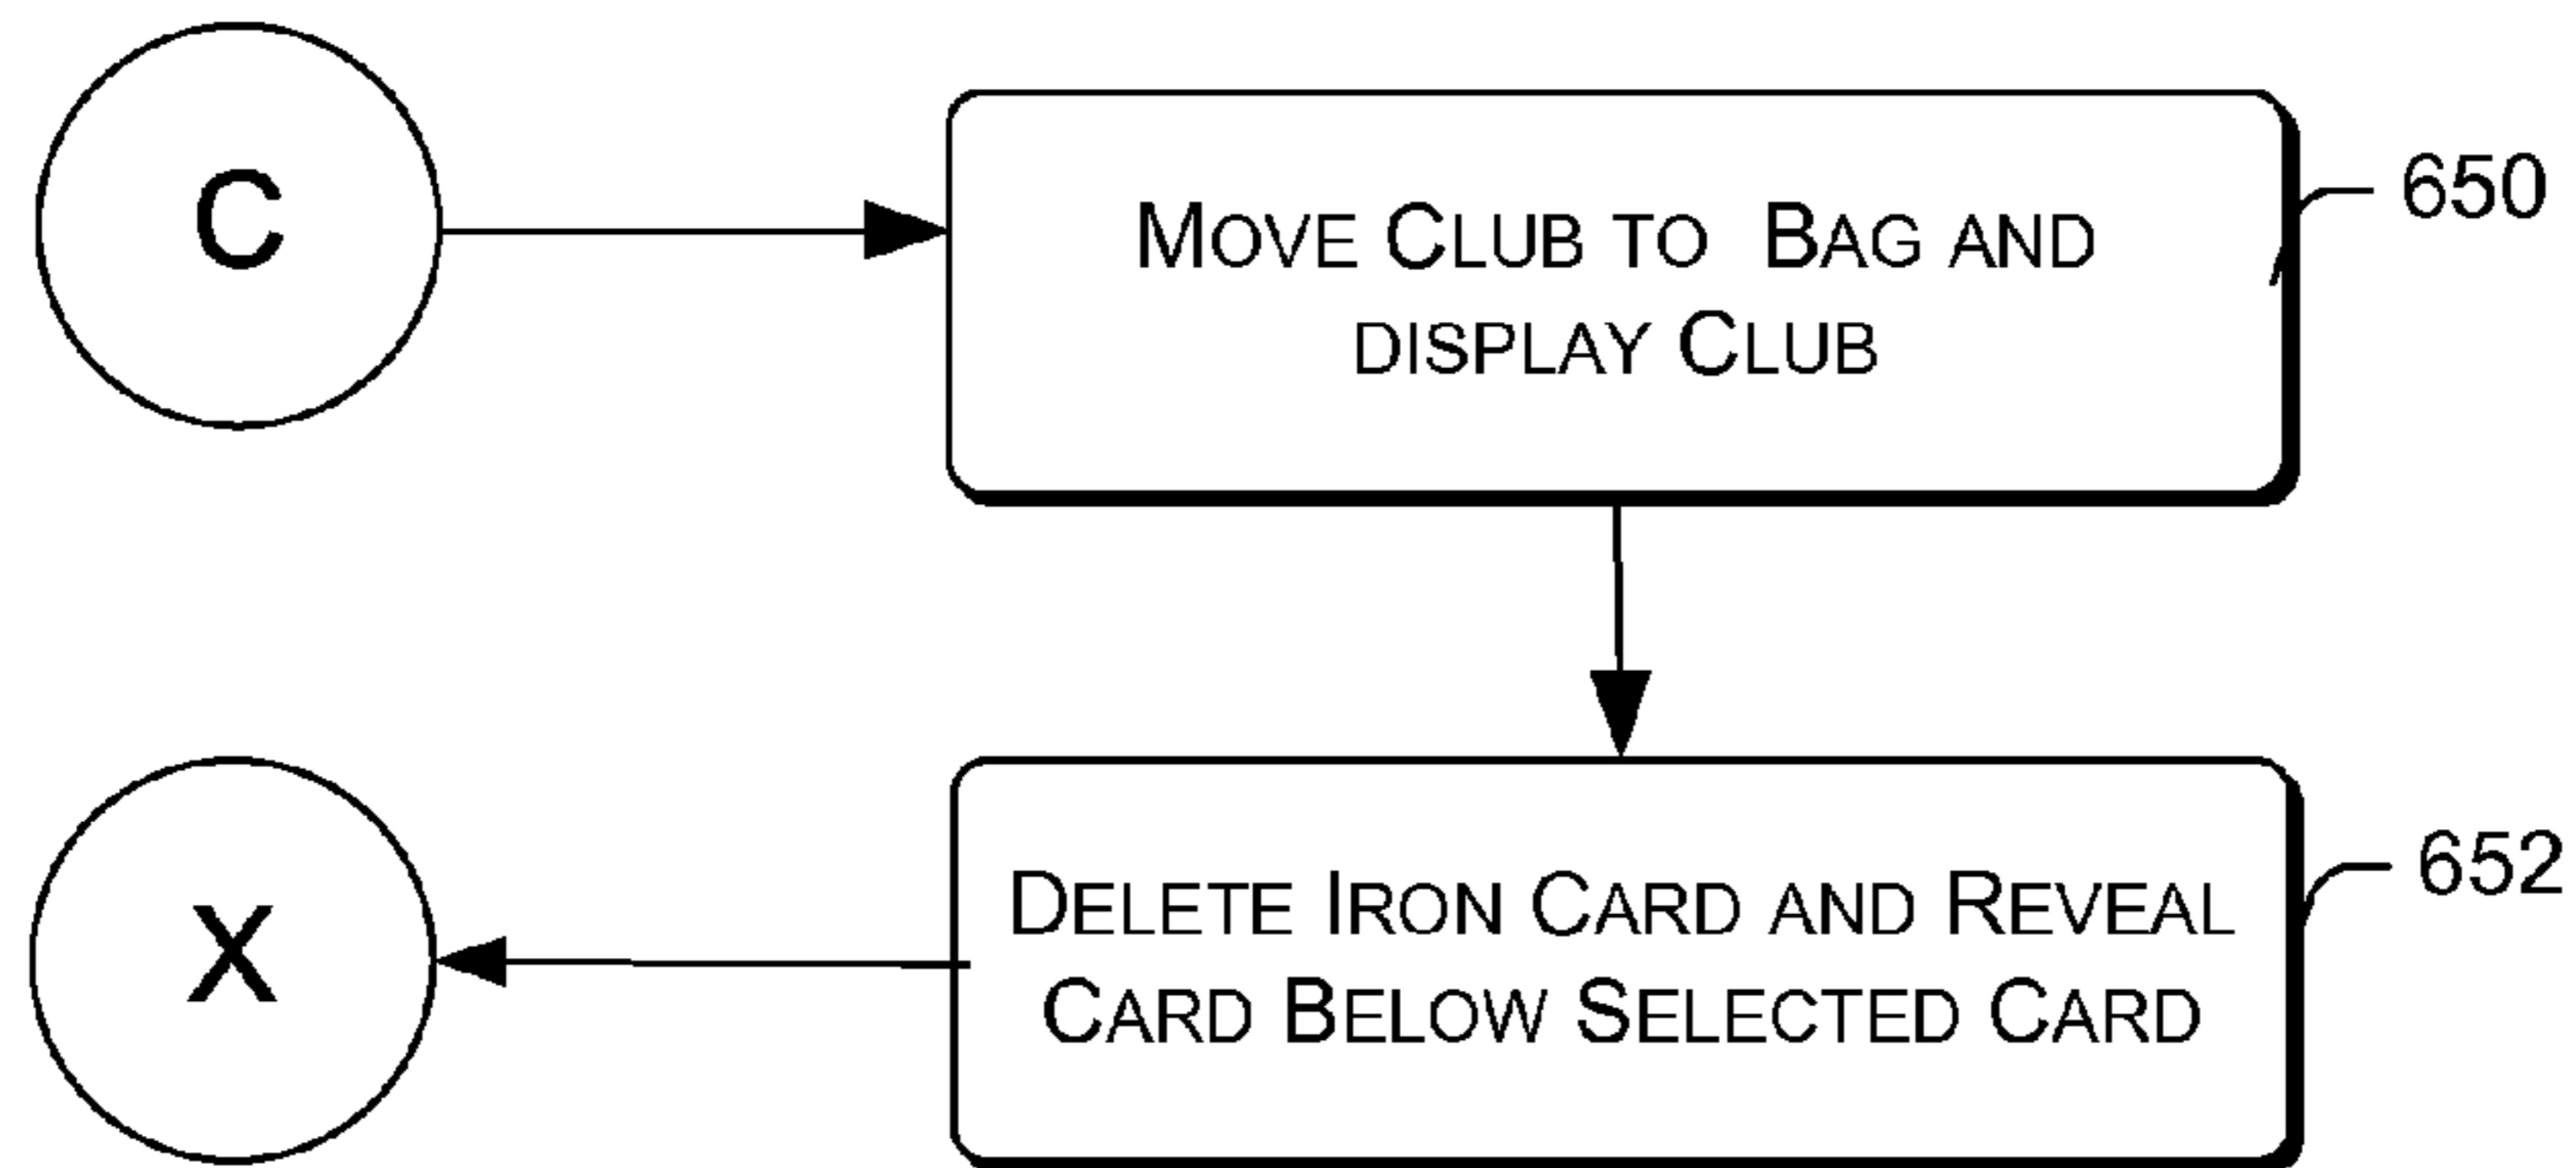 C
MOVE CLUB TO BAG AND
DISPLAY CLUB
650
DELETE IRON CARD AND REVEAL
CARD BELOW SELECTED CARD
652
X